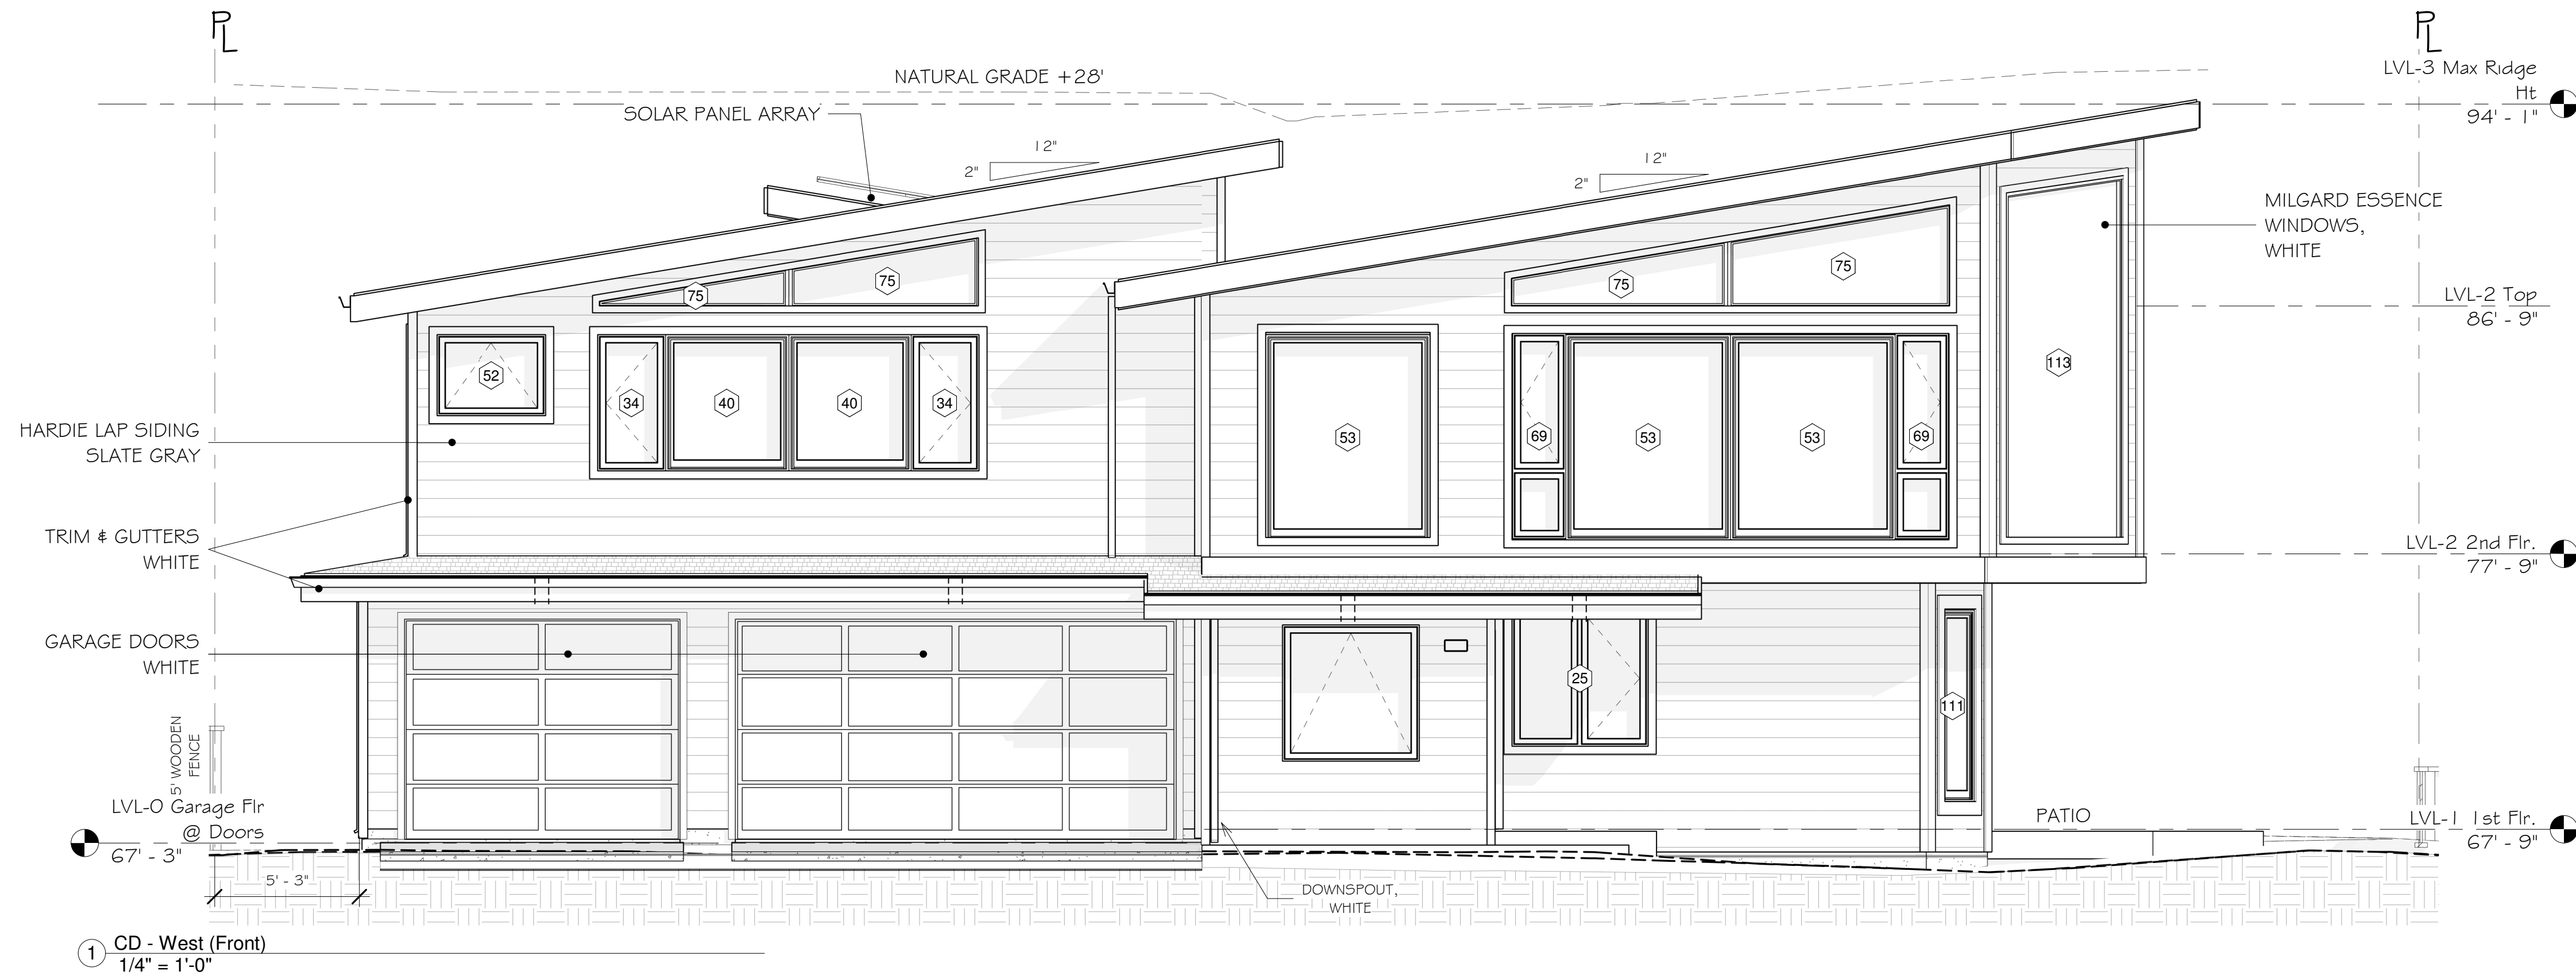 PL
PL
NATURAL GRADE +28'
LVL-3 Max Ridge
Ht
94' - 1"
SOLAR PANEL ARRAY
12"
2"
12"
2"
MILGARD ESSENCE
WINDOWS,
WHITE
75
75
75
75
LVL-2 Top
86' - 9"
52
34
40
40
34
53
69
53
53
69
113
HARDIE LAP SIDING
SLATE GRAY
TRIM & GUTTERS
WHITE
LVL-2 2nd Flr.
77' - 9"
GARAGE DOORS
WHITE
25
111
5' WOODEN
FENCE
LVL-0 Garage Flr
@ Doors
67' - 3"
PATIO
LVL-1 1st Flr.
67' - 9"
5' - 3"
DOWNSPOUT,
WHITE
1
CD - West (Front)
1/4" = 1'-0"